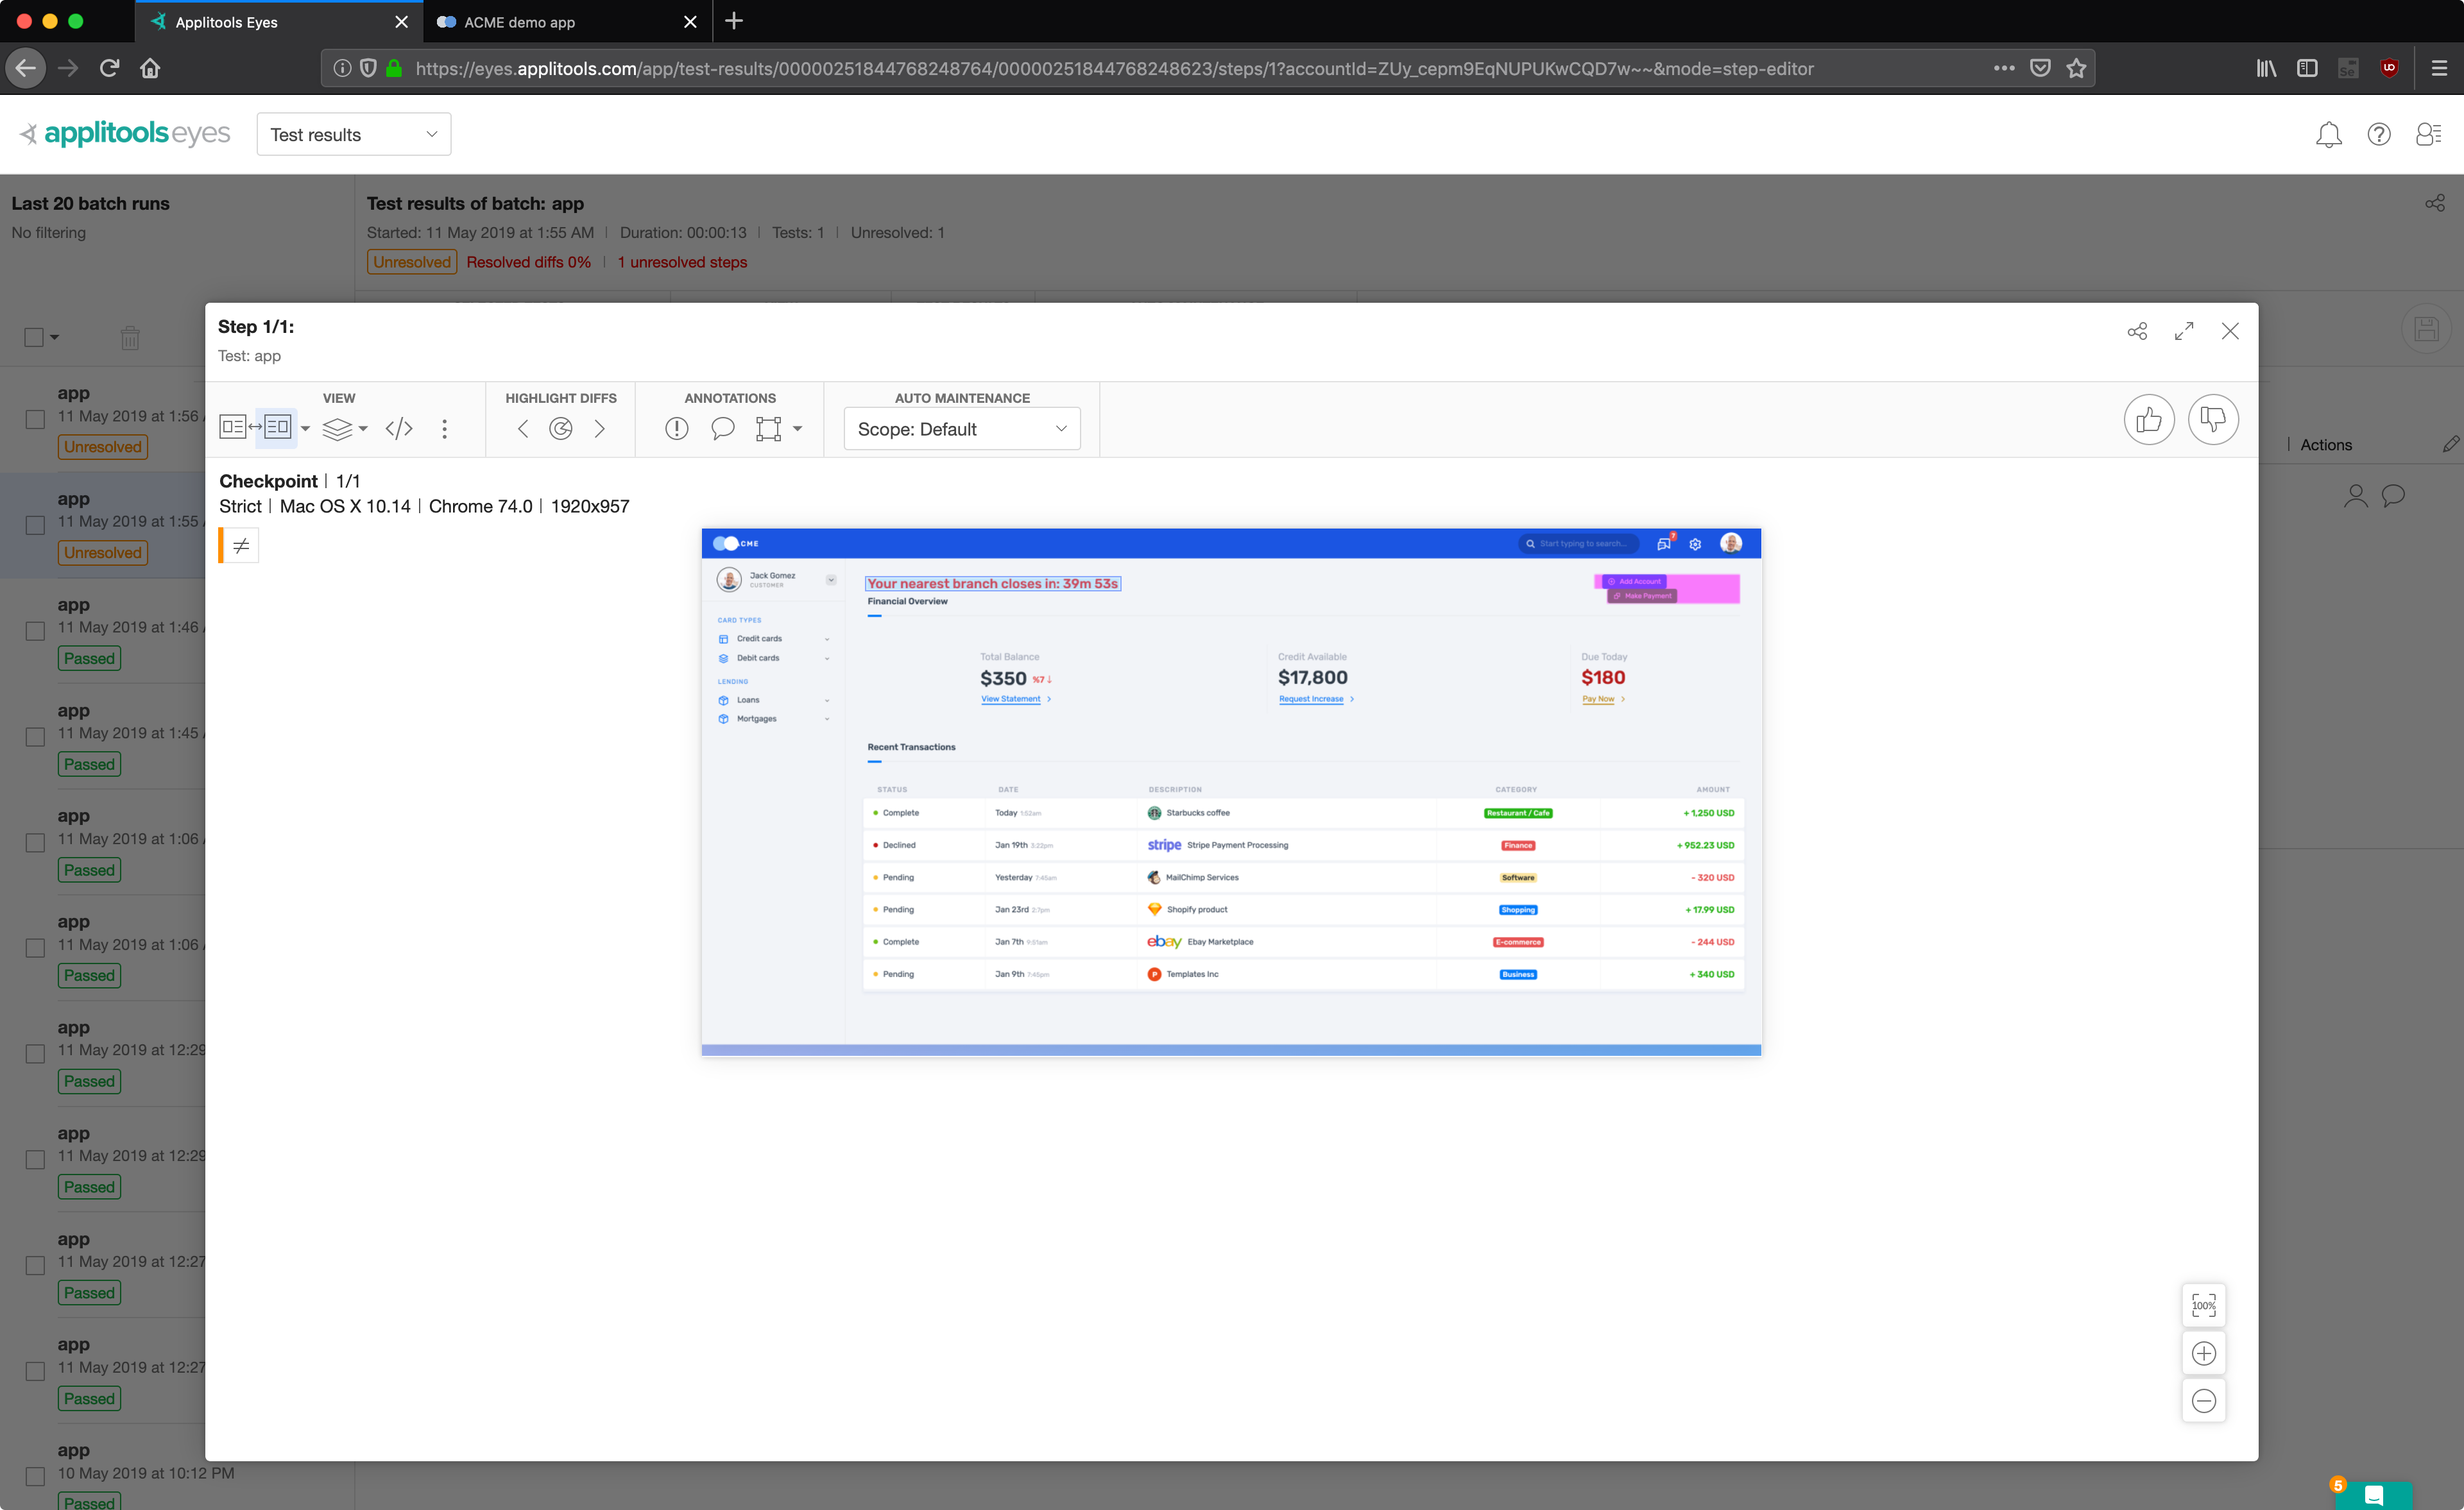 Applitools Eyes
ACME demo app
https://eyes.applitools.com/app/test-results/00000251844768248764/00000251844768248623/steps/1?accountId=ZUy_cepm9EqNUPUKwCQD7w~~&mode=step-editor
applitools eyes
Test results
Last 20 batch runs
No filtering
Test results of batch: app
Started: 11 May 2019 at 1:55 AM | Duration: 00:00:13 | Tests: 1 | Unresolved: 1
Unresolved Resolved diffs 0% | 1 unresolved steps
app
11 May 2019 at 1:56
Unresolved
app
11 May 2019 at 1:55
Unresolved
app
11 May 2019 at 1:46
Passed
app
11 May 2019 at 1:45
Passed
app
11 May 2019 at 1:06
Passed
app
11 May 2019 at 1:06
Passed
app
11 May 2019 at 12:29
Passed
app
11 May 2019 at 12:29
Passed
app
11 May 2019 at 12:27
Passed
app
11 May 2019 at 12:27
Passed
app
10 May 2019 at 10:12 PM
Passed
Actions
Step 1/1:
Test: app
VIEW
HIGHLIGHT DIFFS
ANNOTATIONS
AUTO MAINTENANCE
Scope: Default
Checkpoint | 1/1
Strict | Mac OS X 10.14 | Chrome 74.0 | 1920x957
ACME
Start typing to search...
7
Jack Gomez
CUSTOMER
CARD TYPES
Credit cards
Debit cards
LENDING
Loans
Mortgages
Your nearest branch closes in: 39m 53s
Add Account
Make Payment
Financial Overview
Total Balance
$350 %7↓
View Statement
Credit Available
$17,800
Request Increase
Due Today
$180
Pay Now
Recent Transactions
STATUS DATE DESCRIPTION CATEGORY AMOUNT
Complete Today 1:52am Starbucks coffee Restaurant / Cafe + 1,250 USD
Declined Jan 19th 3:22pm stripe Stripe Payment Processing Finance + 952.23 USD
Pending Yesterday 7:45am MailChimp Services Software - 320 USD
Pending Jan 23rd 2:7pm Shopify product Shopping + 17.99 USD
Complete Jan 7th 9:51am ebay Ebay Marketplace E-commerce - 244 USD
Pending Jan 9th 7:45pm P Templates Inc Business + 340 USD
100%
5